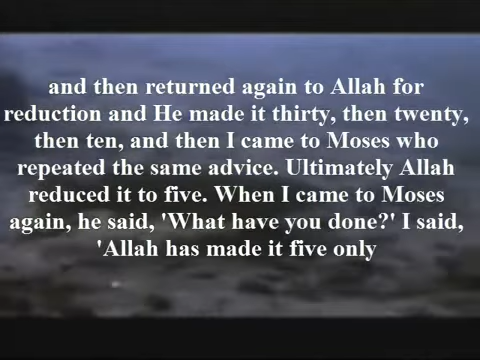 and then returned again to Allah for
reduction and He made it thirty, then twenty,
then ten, and then I came to Moses who
repeated the same advice. Ultimately Allah
reduced it to five. When I came to Moses
again, he said, 'What have you done?' I said,
'Allah has made it five only